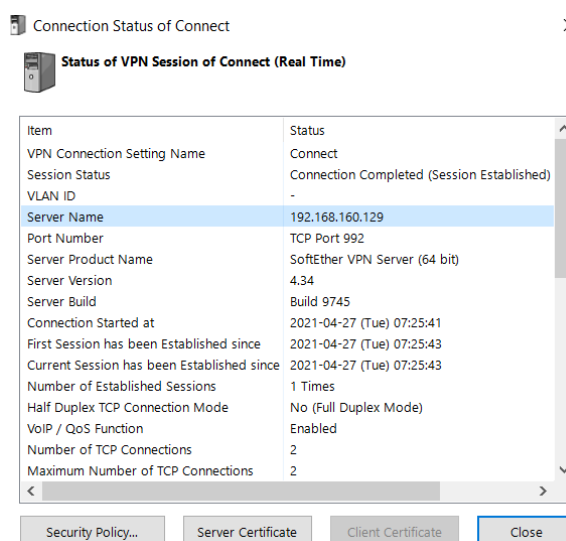 Connection Status of Connect
Status of VPN Session of Connect (Real Time)
Item Status
VPN Connection Setting Name Connect
Session Status Connection Completed (Session Established)
VLAN ID -
Server Name 192.168.160.129
Port Number TCP Port 992
Server Product Name SoftEther VPN Server (64 bit)
Server Version 4.34
Server Build Build 9745
Connection Started at 2021-04-27 (Tue) 07:25:41
First Session has been Established since 2021-04-27 (Tue) 07:25:43
Current Session has been Established since 2021-04-27 (Tue) 07:25:43
Number of Established Sessions 1 Times
Half Duplex TCP Connection Mode No (Full Duplex Mode)
VoIP / QoS Function Enabled
Number of TCP Connections 2
Maximum Number of TCP Connections 2
Security Policy... Server Certificate Client Certificate Close